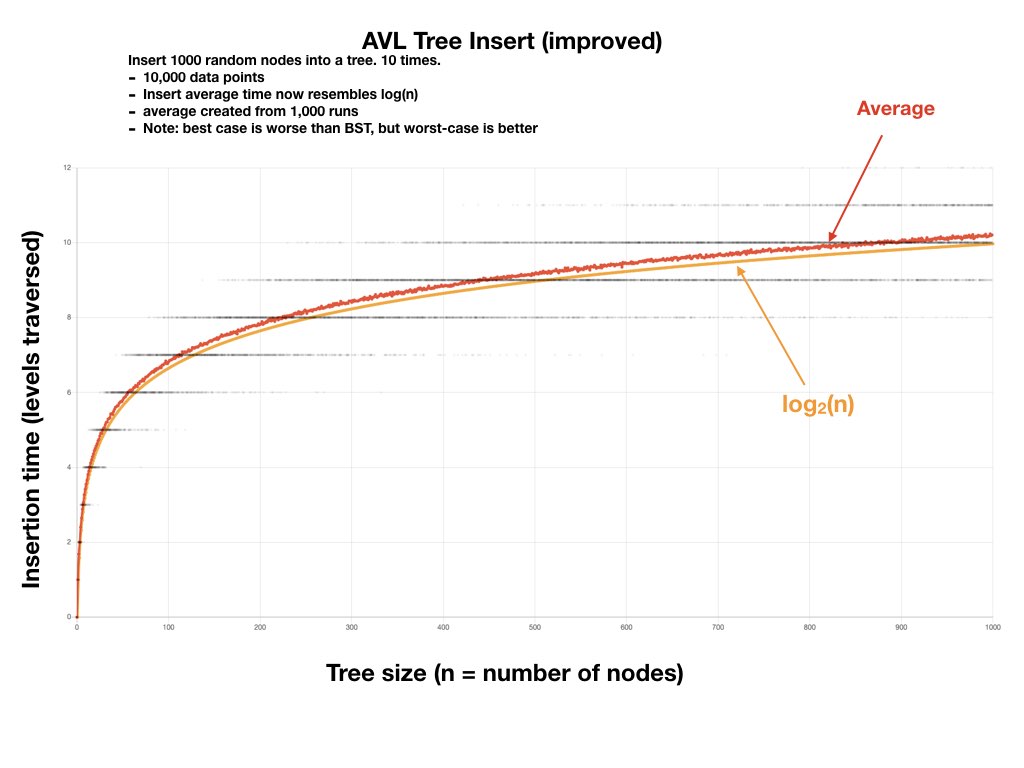 AVL Tree Insert (improved)
Insert 1000 random nodes into a tree. 10 times.
- 10,000 data points
- Insert average time now resembles log(n)
- average created from 1,000 runs
- Note: best case is worse than BST, but worst-case is better
Average
12
10
8
6
4
2
0
log₂(n)
Insertion time (levels traversed)
0 100 200 300 400 500 600 700 800 900 1000
Tree size (n = number of nodes)